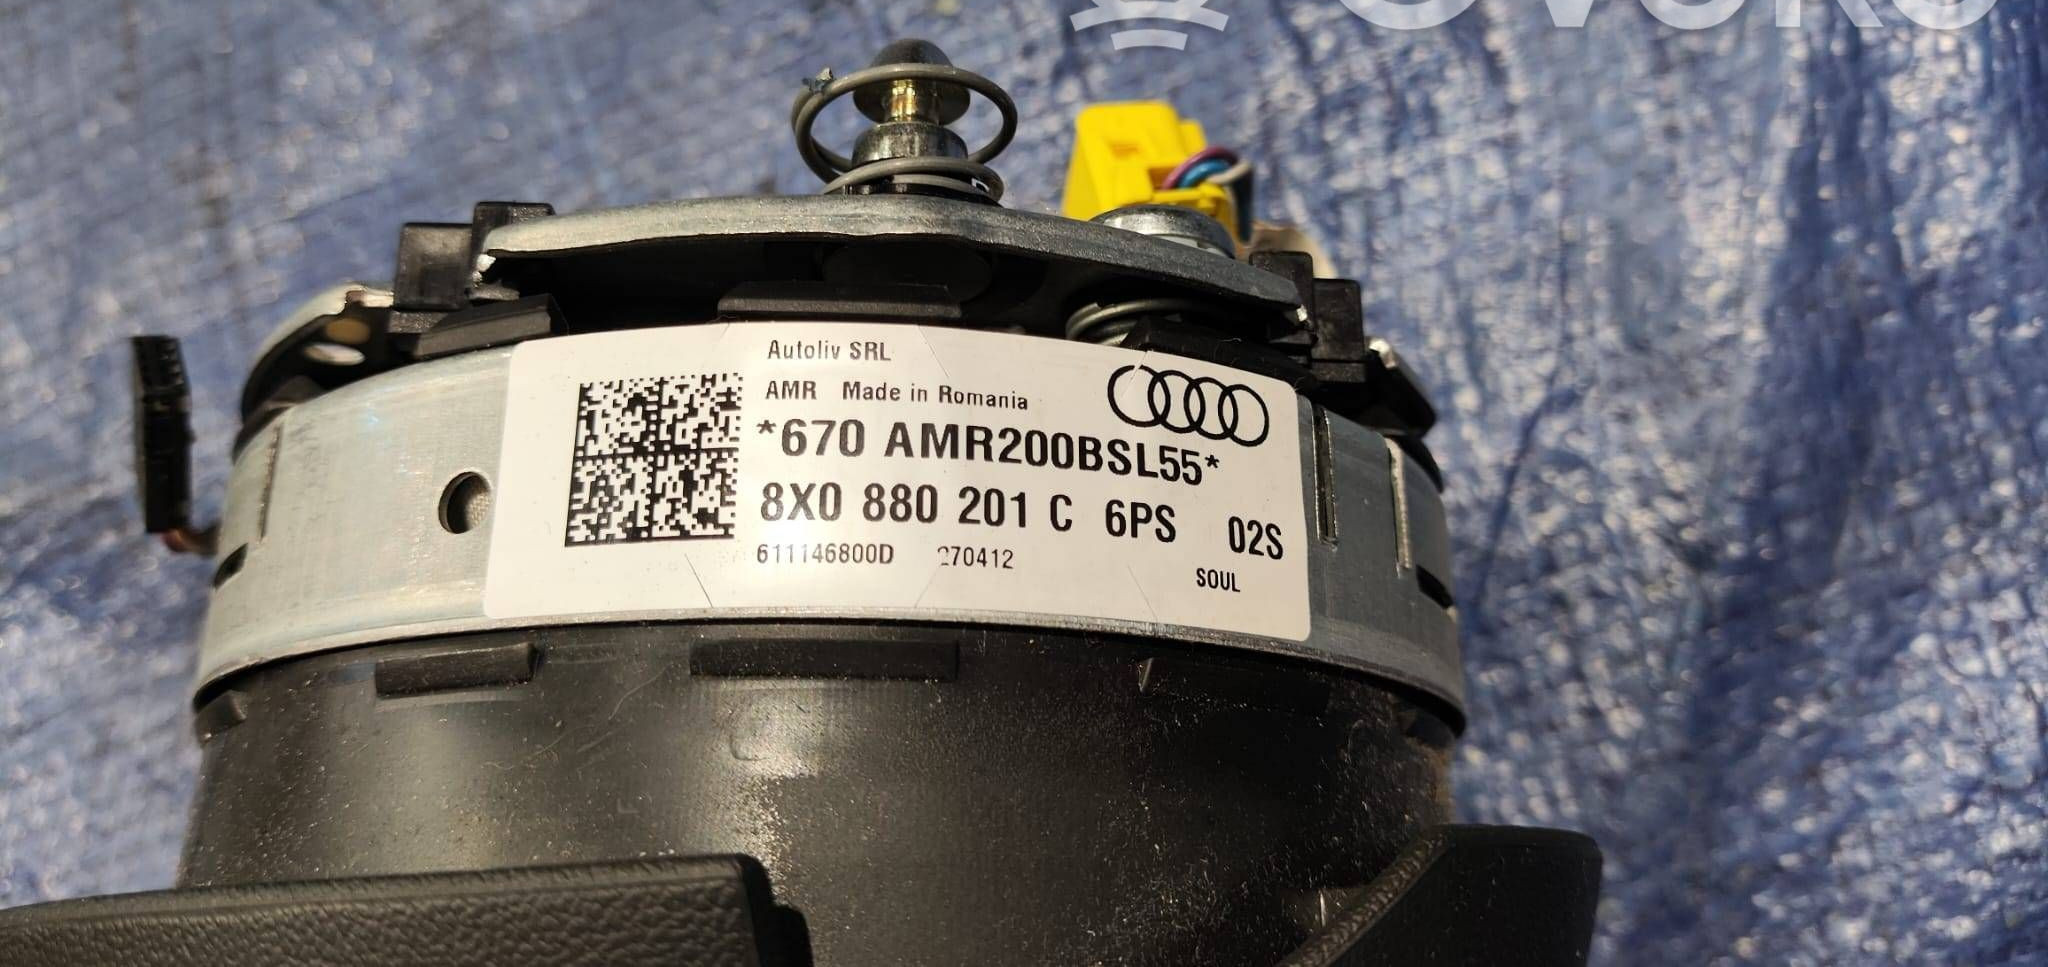 Autoliv SRL
AMR Made in Romania
*670 AMR200BSL55*
8X0 880 201 C 6PS 02S
611146800D 270412
SOUL